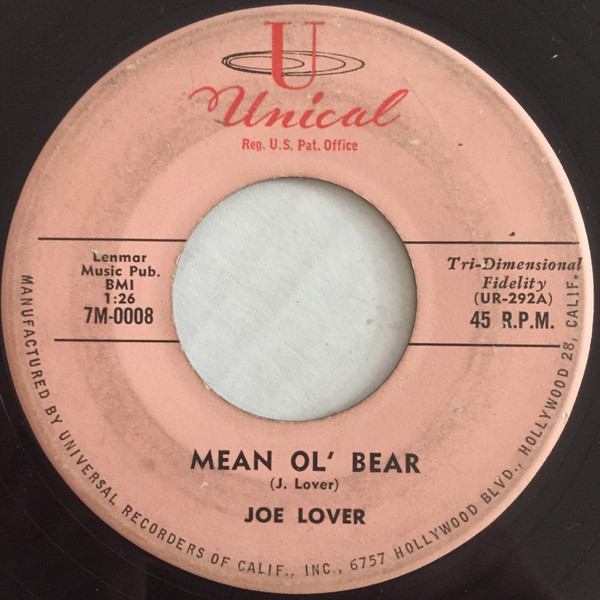 U
Unical
Reg. U.S. Pat. Office
Lenmar
Music Pub.
BMI
1:26
7M-0008
Tri-Dimensional
Fidelity
(UR-292A)
45 R.P.M.
MEAN OL' BEAR
(J. Lover)
JOE LOVER
MANUFACTURED BY UNIVERSAL RECORDERS OF CALIF., INC., 6757 HOLLYWOOD BLVD., HOLLYWOOD 28, CALIF.